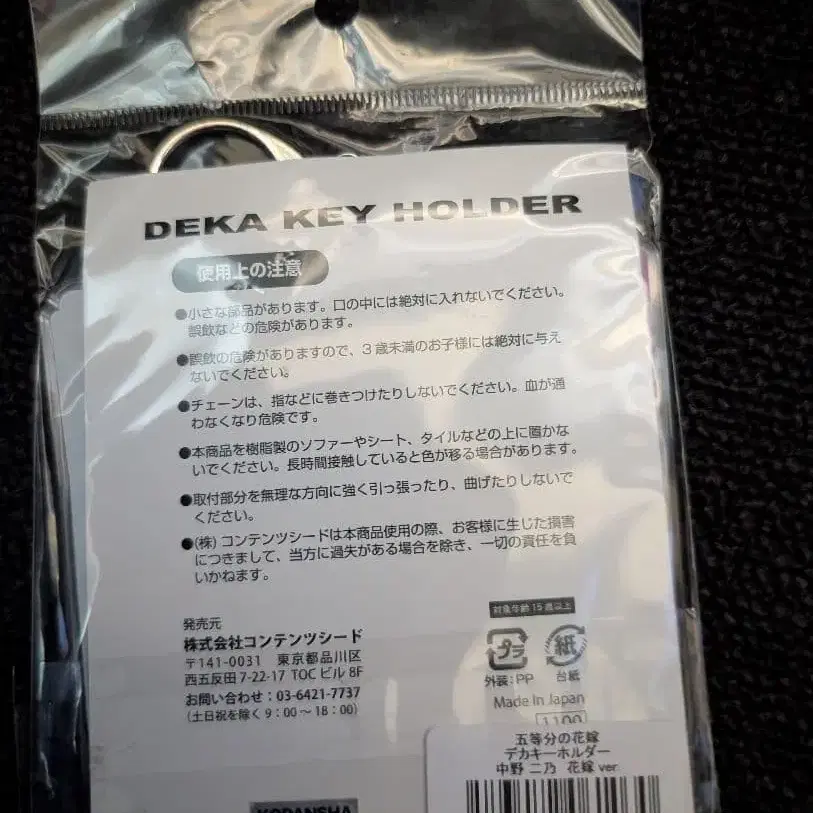 DEKA KEY HOLDER
使用上の注意
●小さな部品があります。口の中には絶対に入れないでください。
誤飲などの危険があります。
●誤飲の危険がありますので、3歳未満のお子様には絶対に与え
ないでください。
●チェーンは、指などに巻きつけたりしないでください。血が通
わなくなり危険です。
●本商品を樹脂製のソファーやシート、タイルなどの上に置かな
いでください。長時間接触していると色が移る場合があります。
●取付部分を無理な方向に強く引っ張ったり、曲げたりしないで
ください。
●(株)コンテンツシードは本商品使用の際、お客様に生じた損害
につきまして、当方に過失がある場合を除き、一切の責任を負
いかねます。
対象年齢15歳以上
発売元
株式会社コンテンツシード
〒141-0031 東京都品川区
西五反田7-22-17 TOCビル8F
お問い合わせ:03-6421-7737
(土日祝を除く9:00〜18:00)
プラ
紙
外装:PP
台紙
Made In Japan
1100
五等分の花嫁
デカキーホルダー
中野 二乃 花嫁 ver
KODANSHA